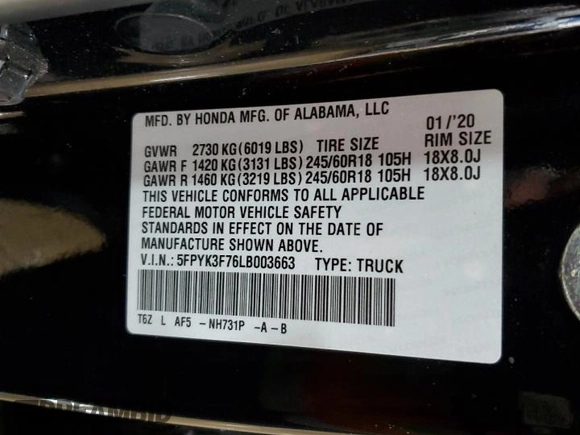 MFD. BY HONDA MFG. OF ALABAMA, LLC
01/'20
GVWR 2730 KG(6019 LBS) TIRE SIZE RIM SIZE
GAWR F 1420 KG(3131 LBS) 245/60R18 105H 18X8.0J
GAWR R 1460 KG(3219 LBS) 245/60R18 105H 18X8.0J
THIS VEHICLE CONFORMS TO ALL APPLICABLE
FEDERAL MOTOR VEHICLE SAFETY
STANDARDS IN EFFECT ON THE DATE OF
MANUFACTURE SHOWN ABOVE.
V.I.N.: 5FPYK3F76LB003663 TYPE: TRUCK
T6Z L AF5 -NH731P -A-B